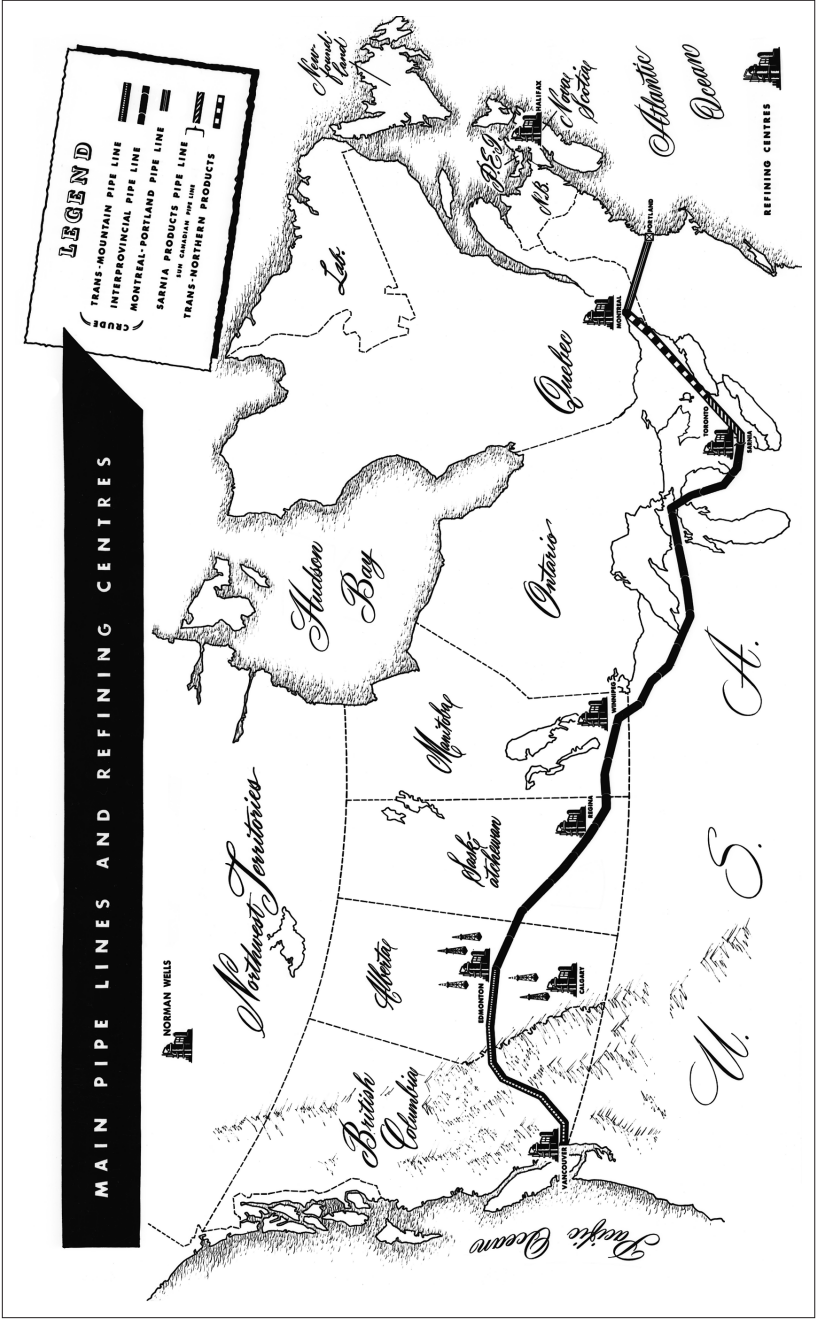 MAIN PIPE LINES AND REFINING CENTRES
LEGEND
(CRUDE)
TRANS-MOUNTAIN PIPE LINE
INTERPROVINCIAL PIPE LINE
MONTREAL-PORTLAND PIPE LINE
SARNIA PRODUCTS PIPE LINE
SUN CANADIAN PIPE LINE
TRANS-NORTHERN PRODUCTS
NORMAN WELLS
Northwest Territories
Hudson
Bay
Lab.
New
found-
land
British
Columbia
Alberta
Sask-
atchewan
Manitoba
Ontario
Quebec
N.B.
P.E.I.
Nova
Scotia
HALIFAX
Pacific Ocean
VANCOUVER
EDMONTON
CALGARY
REGINA
WINNIPEG
SARNIA
TORONTO
MONTREAL
PORTLAND
Atlantic
Ocean
U. S. A.
REFINING CENTRES